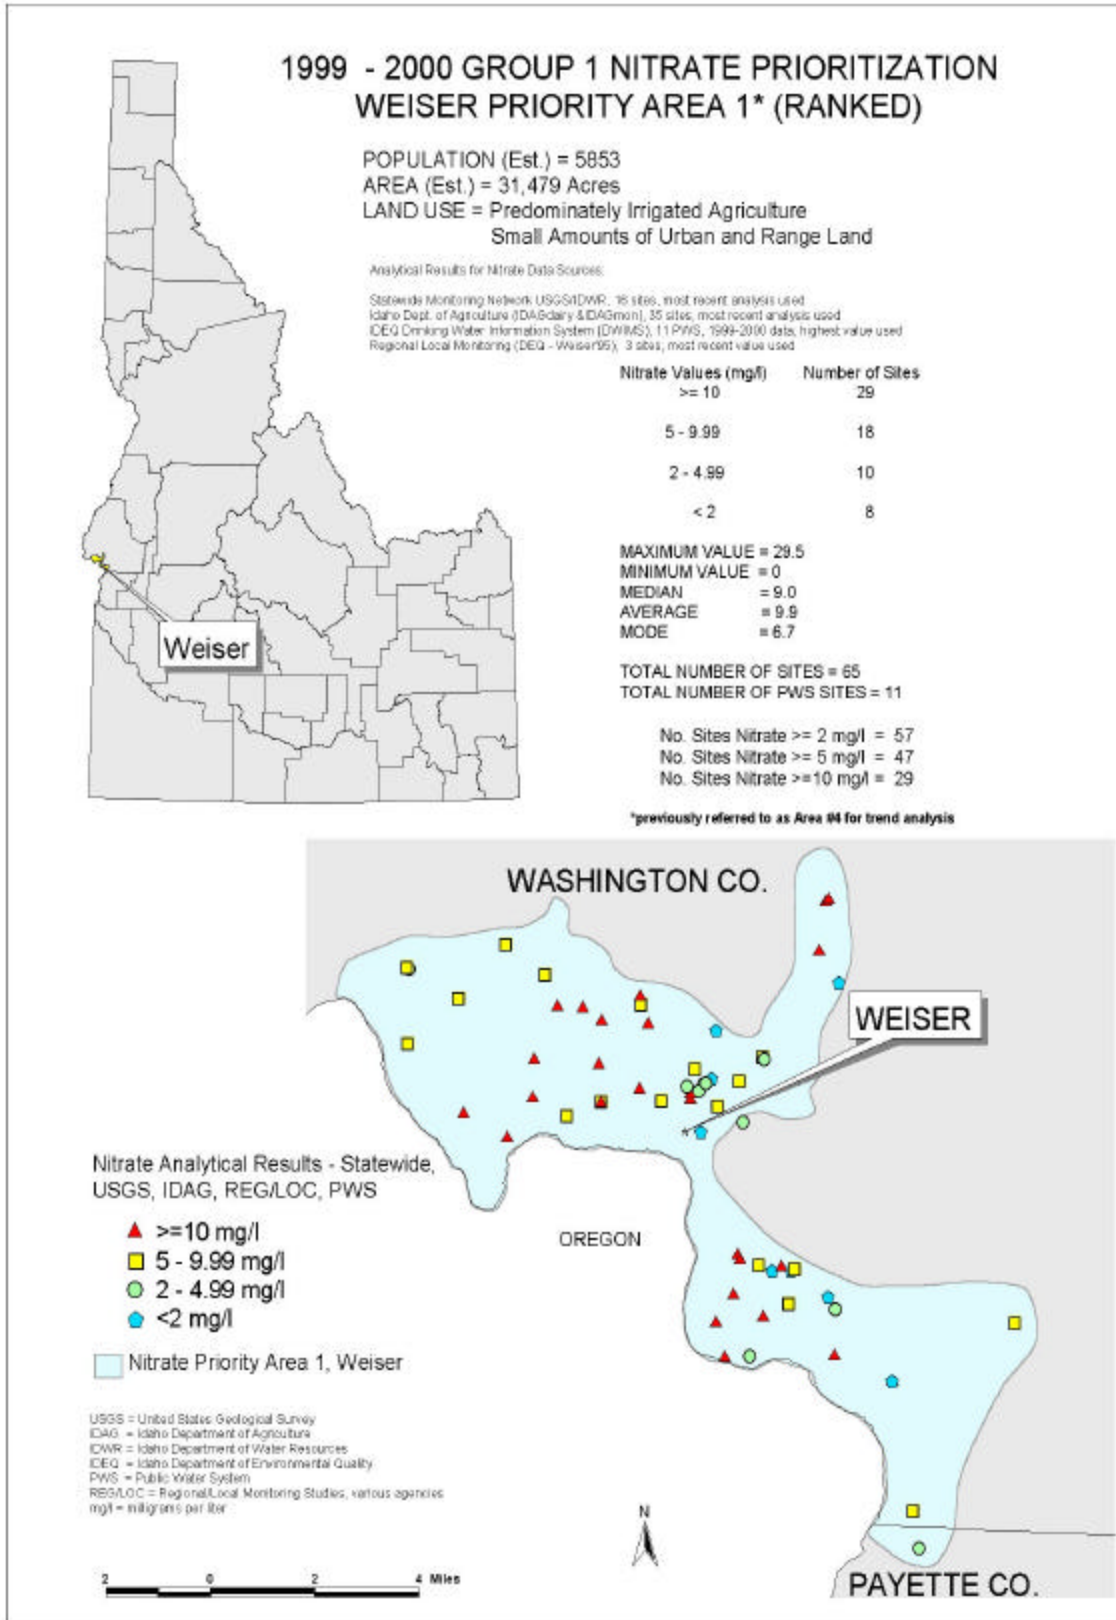 1999 - 2000 GROUP 1 NITRATE PRIORITIZATION
WEISER PRIORITY AREA 1* (RANKED)
POPULATION (Est.) = 5853
AREA (Est.) = 31,479 Acres
LAND USE = Predominately Irrigated Agriculture
Small Amounts of Urban and Range Land
Analytical Results for Nitrate Data Sources:
Statewide Monitoring Network USGS/IDWR, 16 sites, most recent analysis used
Idaho Dept. of Agriculture (IDAGdairy & IDAGmon), 35 sites, most recent analysis used
IDEQ Drinking Water Information System (DWIMS), 11 PWS, 1999-2000 data, highest value used
Regional Local Monitoring (DEQ - Weiser95), 3 sites, most recent value used
Nitrate Values (mg/l) Number of Sites
>= 10 29
5 - 9.99 18
2 - 4.99 10
< 2 8
MAXIMUM VALUE = 29.5
MINIMUM VALUE = 0
MEDIAN = 9.0
AVERAGE = 9.9
MODE = 6.7
TOTAL NUMBER OF SITES = 65
TOTAL NUMBER OF PWS SITES = 11
No. Sites Nitrate >= 2 mg/l = 57
No. Sites Nitrate >= 5 mg/l = 47
No. Sites Nitrate >=10 mg/l = 29
*previously referred to as Area #4 for trend analysis
Weiser
WASHINGTON CO.
WEISER
OREGON
Nitrate Analytical Results - Statewide,
USGS, IDAG, REG/LOC, PWS
>=10 mg/l
5 - 9.99 mg/l
2 - 4.99 mg/l
<2 mg/l
Nitrate Priority Area 1, Weiser
USGS = United States Geological Survey
IDAG = Idaho Department of Agriculture
IDWR = Idaho Department of Water Resources
IDEQ = Idaho Department of Environmental Quality
PWS = Public Water System
REG/LOC = Regional/Local Monitoring Studies, various agencies
mg/l = milligrams per liter
N
2 0 2 4 Miles
PAYETTE CO.